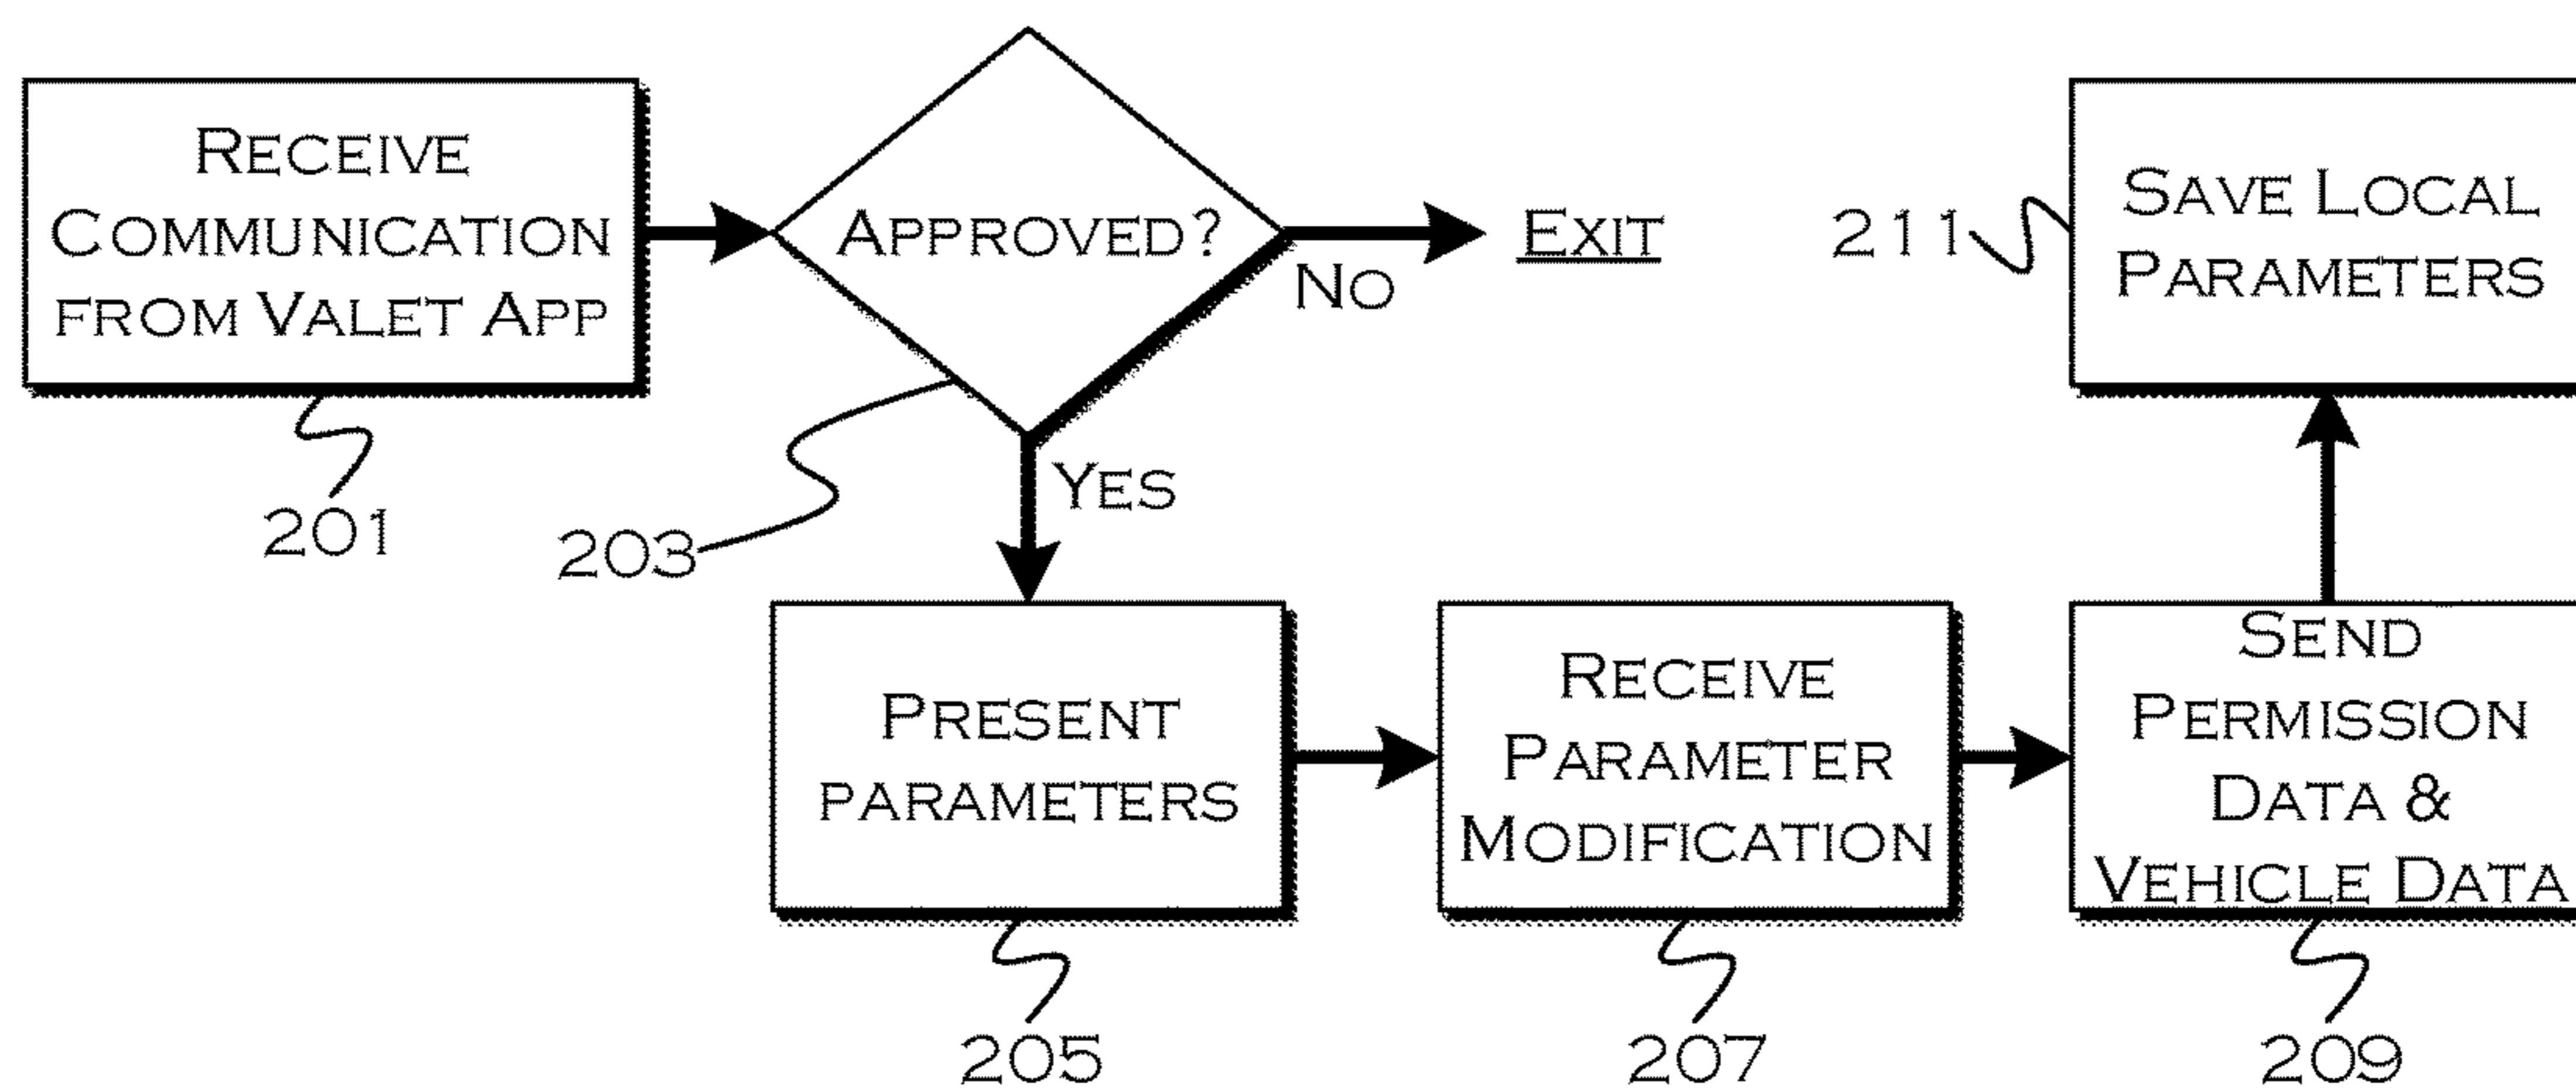 RECEIVE
COMMUNICATION
FROM VALET APP
201
APPROVED?
203
NO
EXIT
YES
PRESENT
PARAMETERS
205
RECEIVE
PARAMETER
MODIFICATION
207
SEND
PERMISSION
DATA &
VEHICLE DATA
209
SAVE LOCAL
PARAMETERS
211